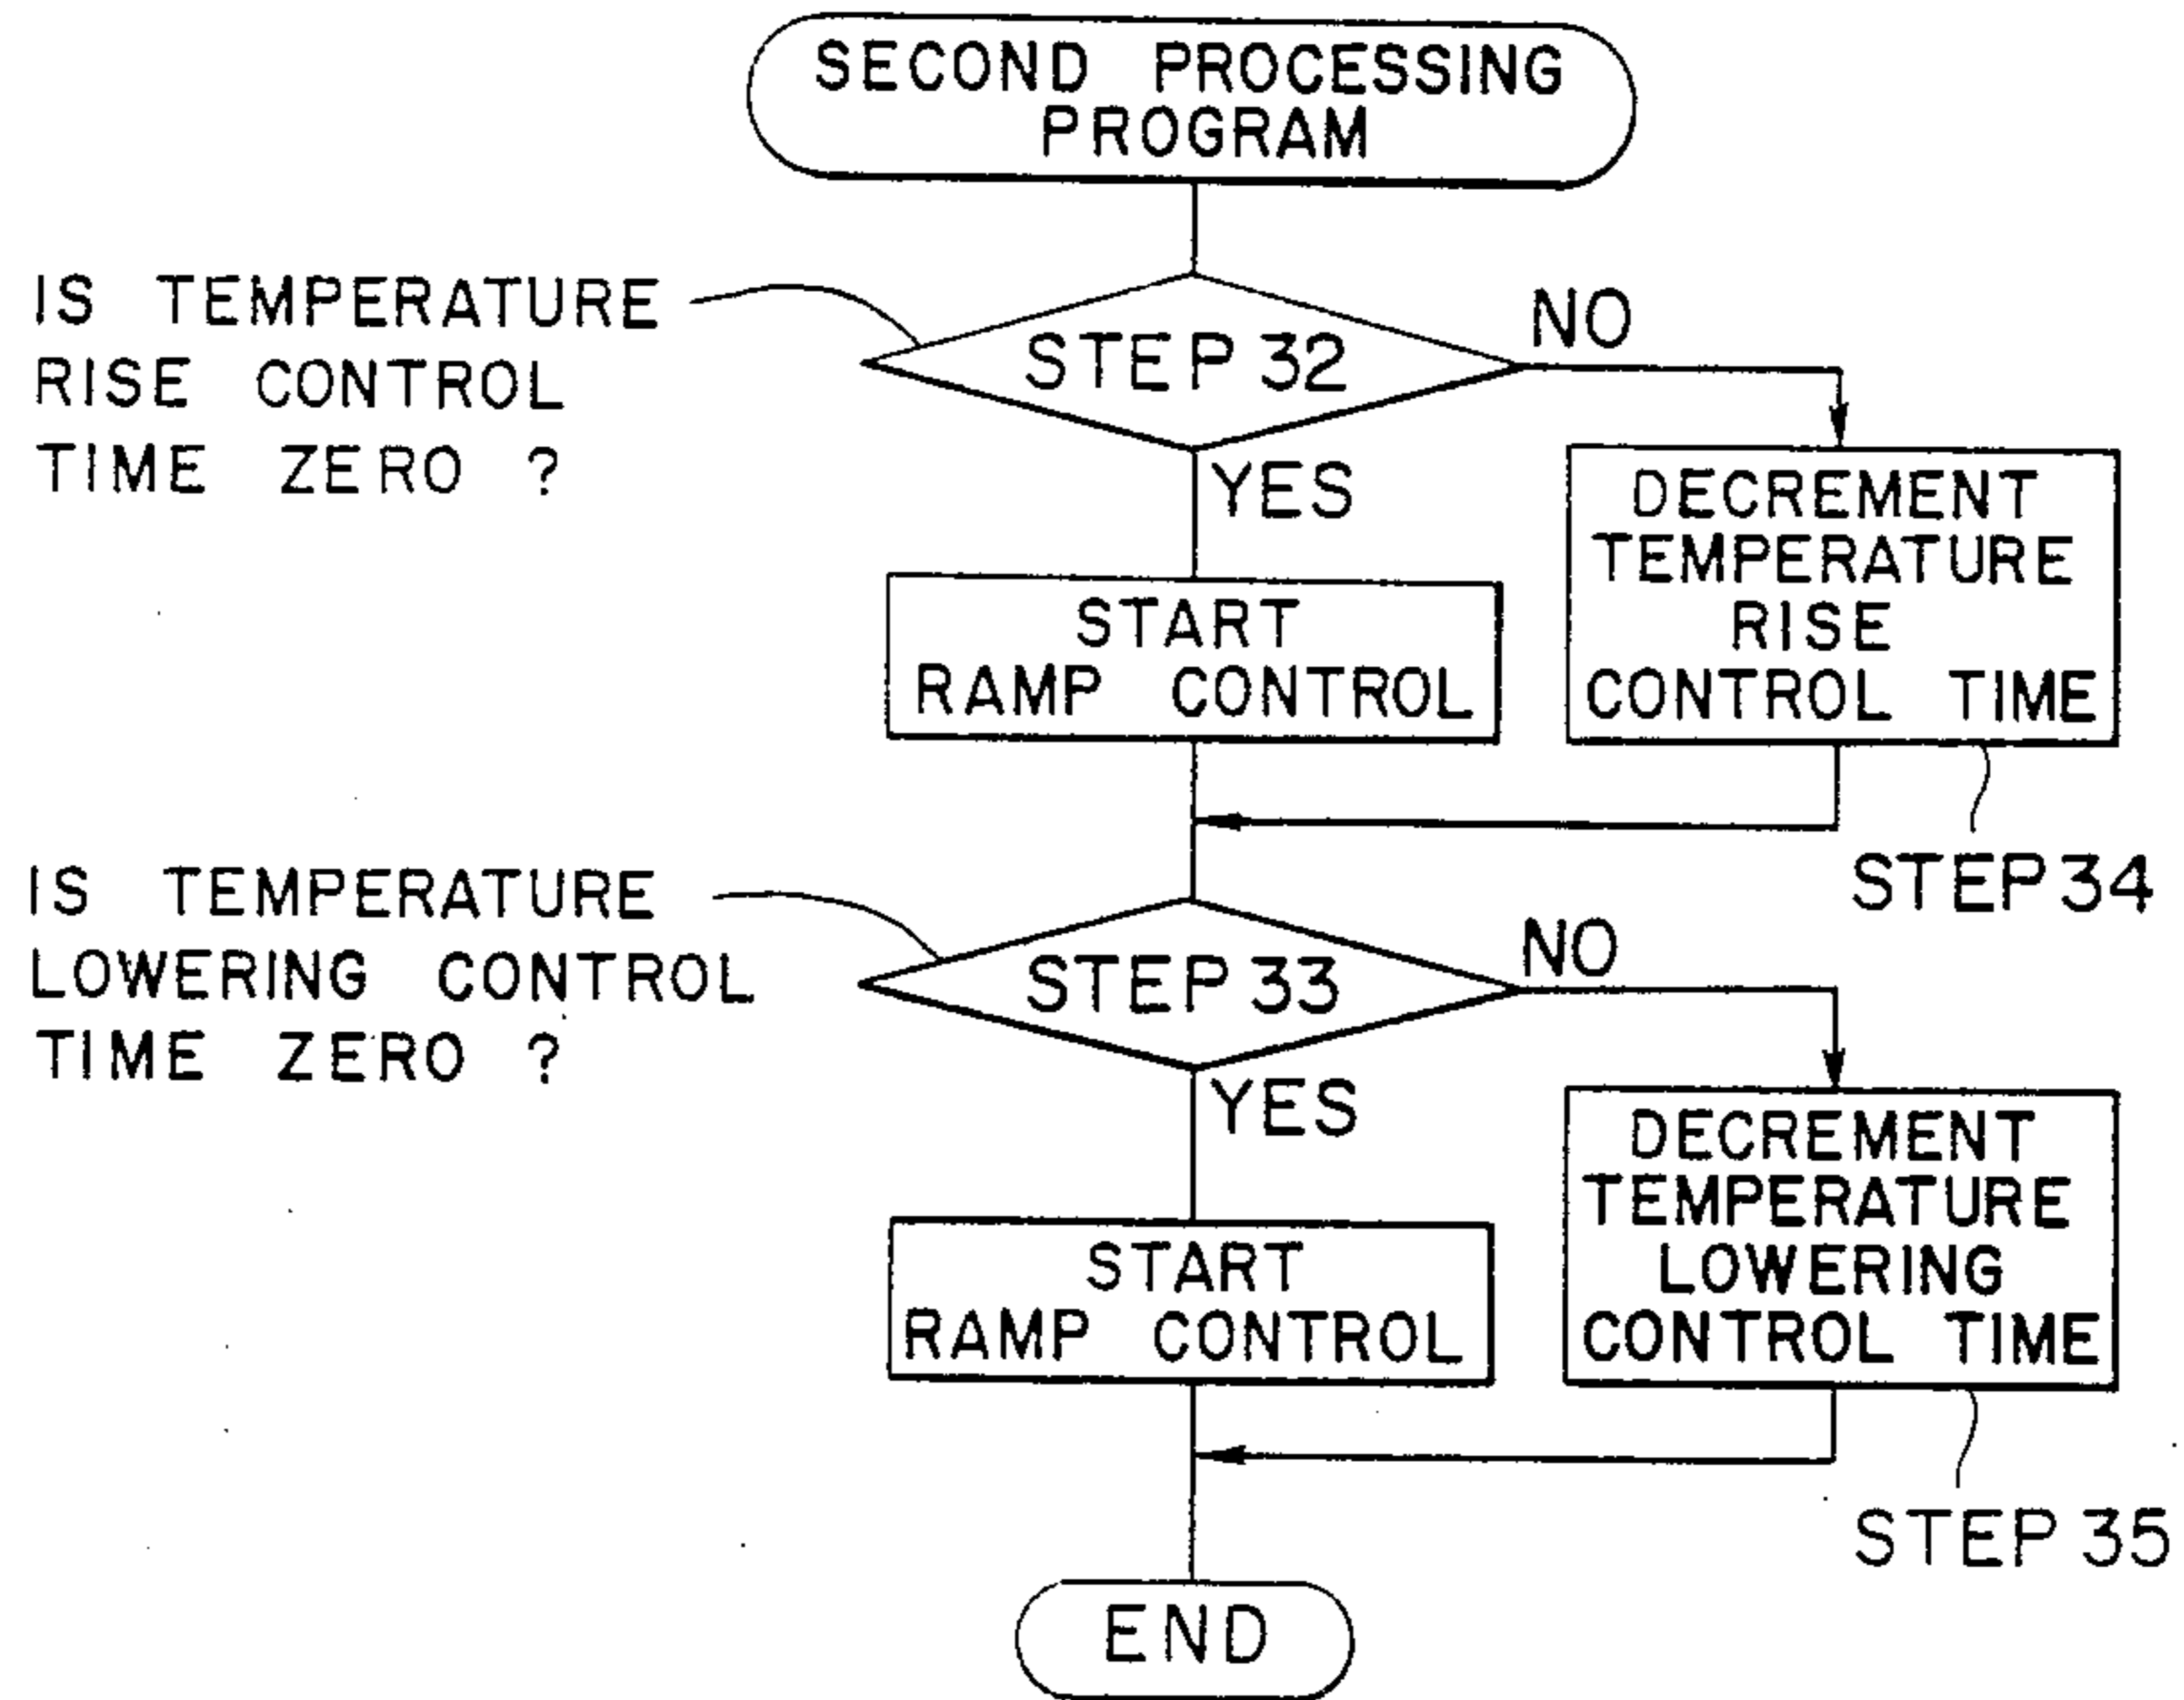 SECOND PROCESSING
PROGRAM
IS TEMPERATURE
RISE CONTROL
TIME ZERO ?
STEP 32
NO
YES
DECREMENT
TEMPERATURE
RISE
CONTROL TIME
START
RAMP CONTROL
STEP 34
IS TEMPERATURE
LOWERING CONTROL
TIME ZERO ?
STEP 33
NO
YES
DECREMENT
TEMPERATURE
LOWERING
CONTROL TIME
START
RAMP CONTROL
STEP 35
END